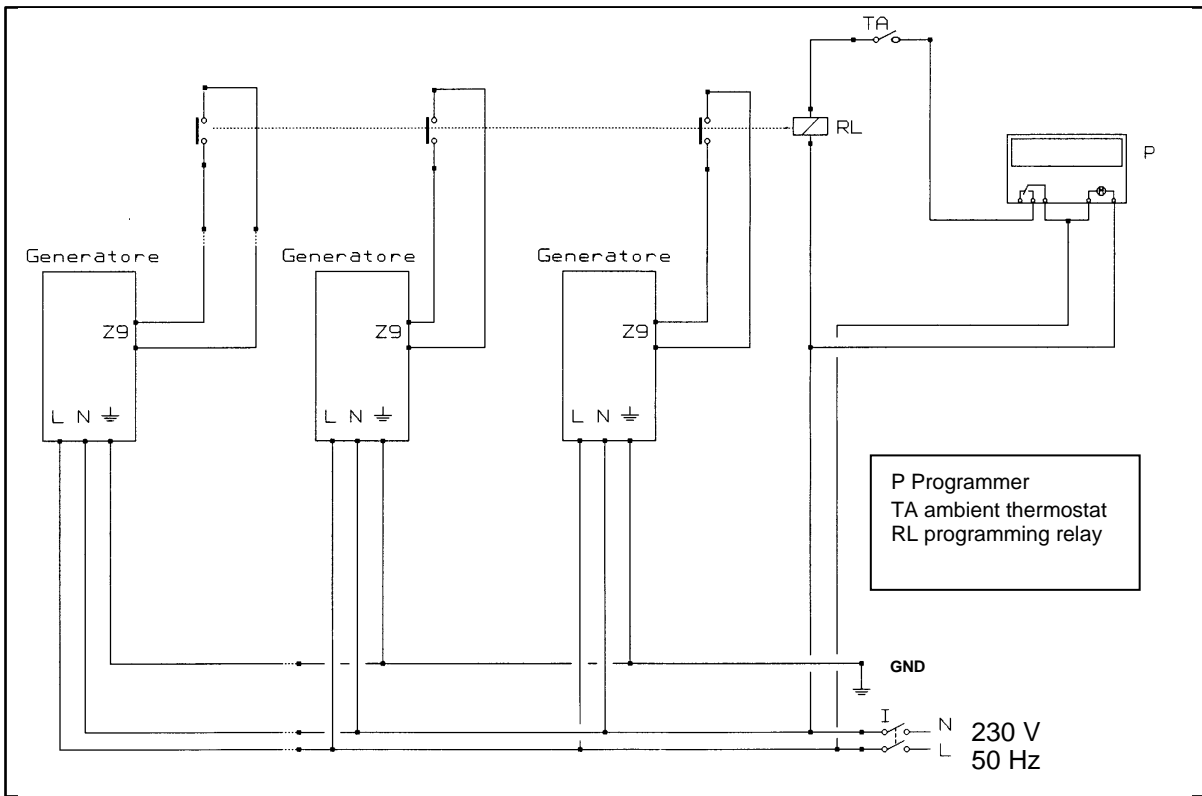 TA
RL
P
M
Generatore
Generatore
Generatore
Z9
Z9
Z9
L N
L N
L N
P Programmer
TA ambient thermostat
RL programming relay
GND
I
N
230 V
L
50 Hz